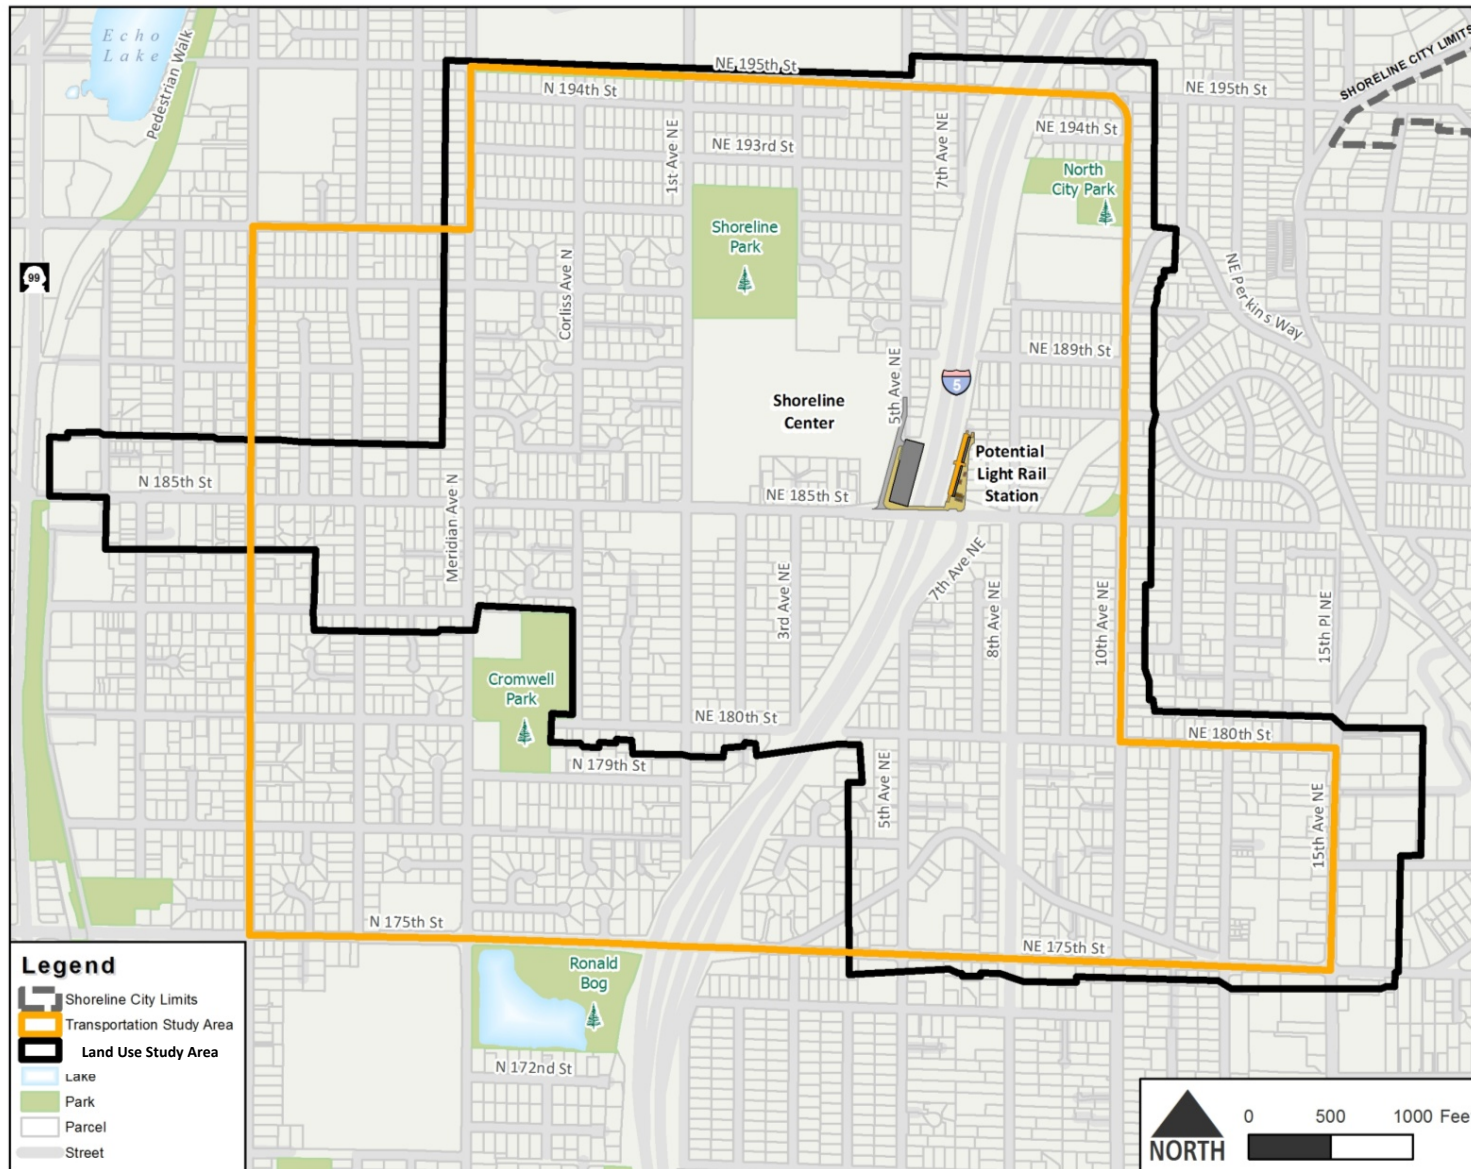 Echo
Lake
Pedestrian Walk
NE 195th St
SHORELINE CITY LIMITS
N 194th St
NE 195th St
1st Ave NE
7th Ave NE
NE 194th St
NE 193rd St
North
City Park
Shoreline
Park
99
Corliss Ave N
NE Perkins Way
NE 189th St
5th Ave NE
5
Shoreline
Center
Potential
Light Rail
Station
N 185th St
NE 185th St
Meridian Ave N
7th Ave NE
3rd Ave NE
8th Ave NE
10th Ave NE
15th Pl NE
Cromwell
Park
NE 180th St
NE 180th St
N 179th St
5th Ave NE
15th Ave NE
N 175th St
NE 175th St
Ronald
Bog
N 172nd St
Legend
Shoreline City Limits
Transportation Study Area
Land Use Study Area
Lake
Park
Parcel
Street
NORTH
0 500 1000 Fee